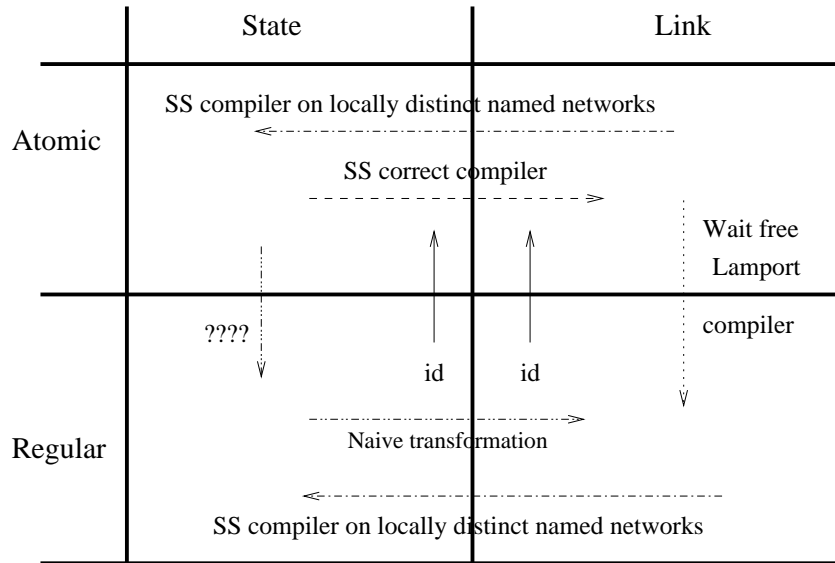 State
Link
SS compiler on locally distinct named networks
Atomic
SS correct compiler
Wait free
Lamport
????
compiler
id
id
Naive transformation
Regular
SS compiler on locally distinct named networks